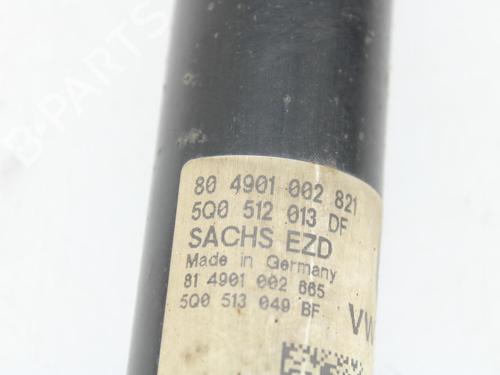 B-PARTS
80 4901 002 821
5Q0 512 013 DF
SACHS EZD
Made in Germany
81 4901 002 665
5Q0 513 049 BF
VW